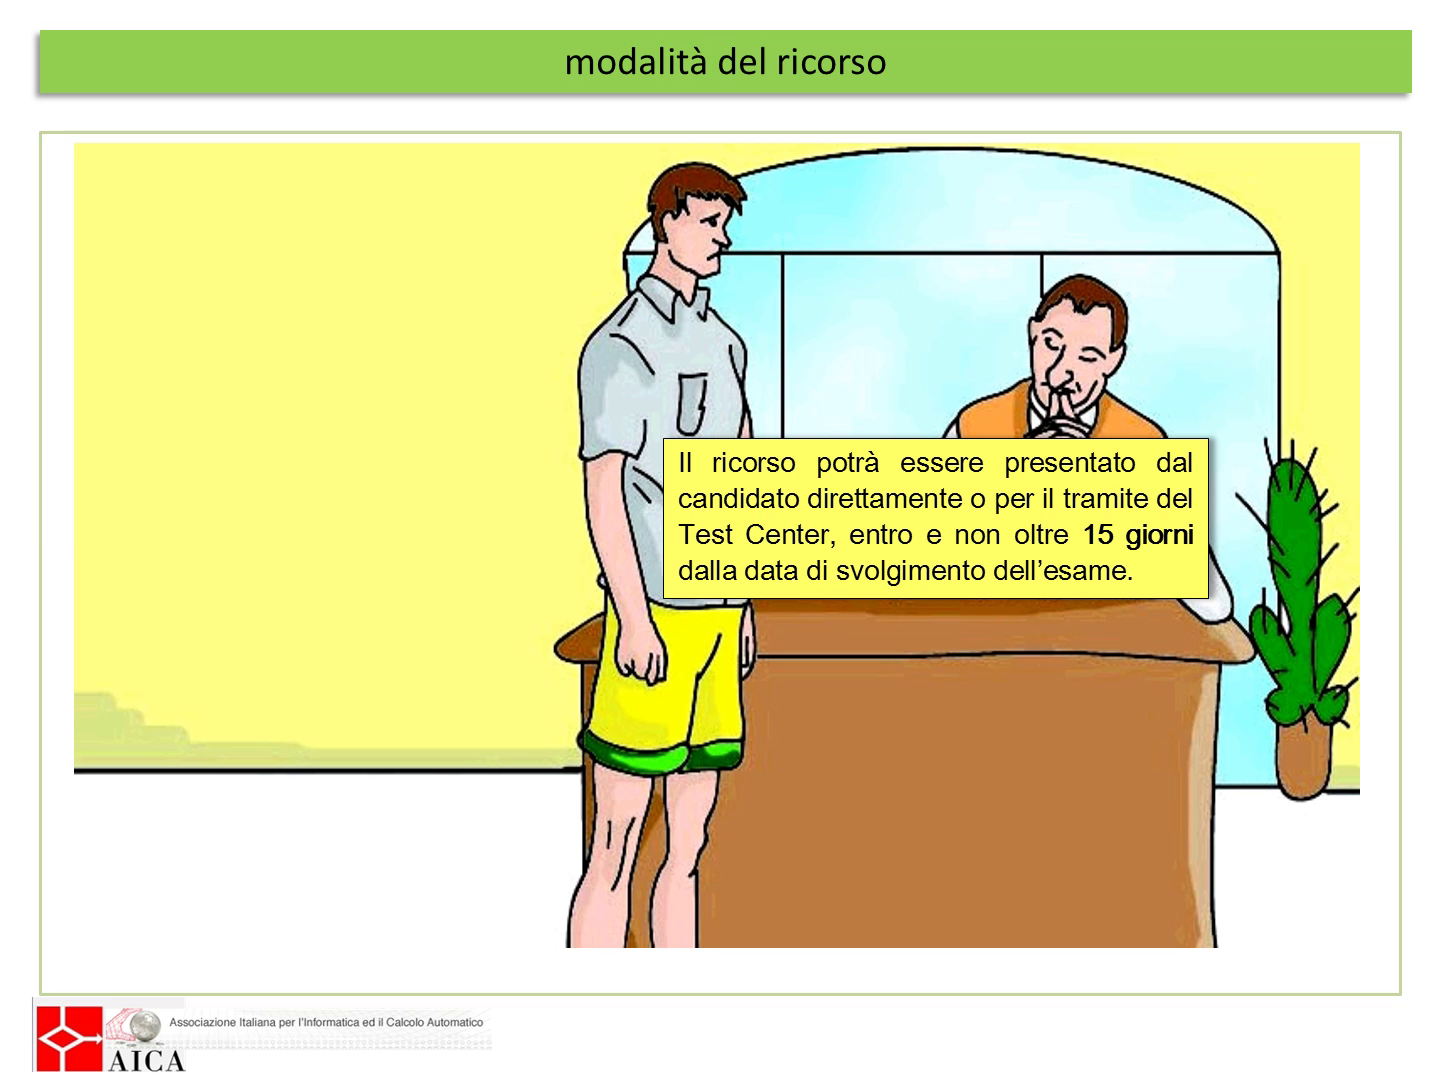 modalità del ricorso
Il ricorso potrà essere presentato dal
candidato direttamente o per il tramite del
Test Center, entro e non oltre 15 giorni
dalla data di svolgimento dell’esame.
Associazione Italiana per l'Informatica ed il Calcolo Automatico
AICA